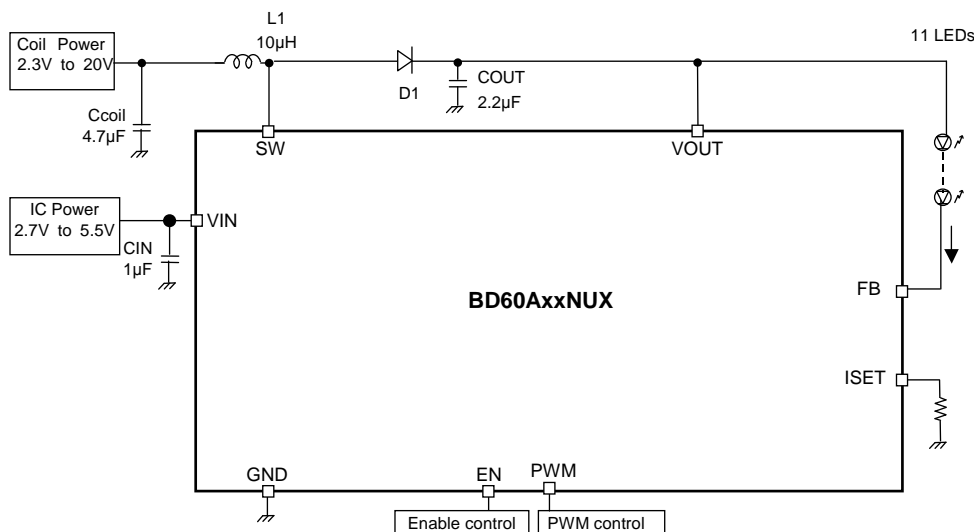 L1
10µH
11 LEDs
Coil Power
2.3V to 20V
D1
COUT
2.2µF
Ccoil
4.7µF
SW
VOUT
IC Power
2.7V to 5.5V
VIN
CIN
1µF
BD60AxxNUX
FB
ISET
GND
EN
PWM
Enable control
PWM control